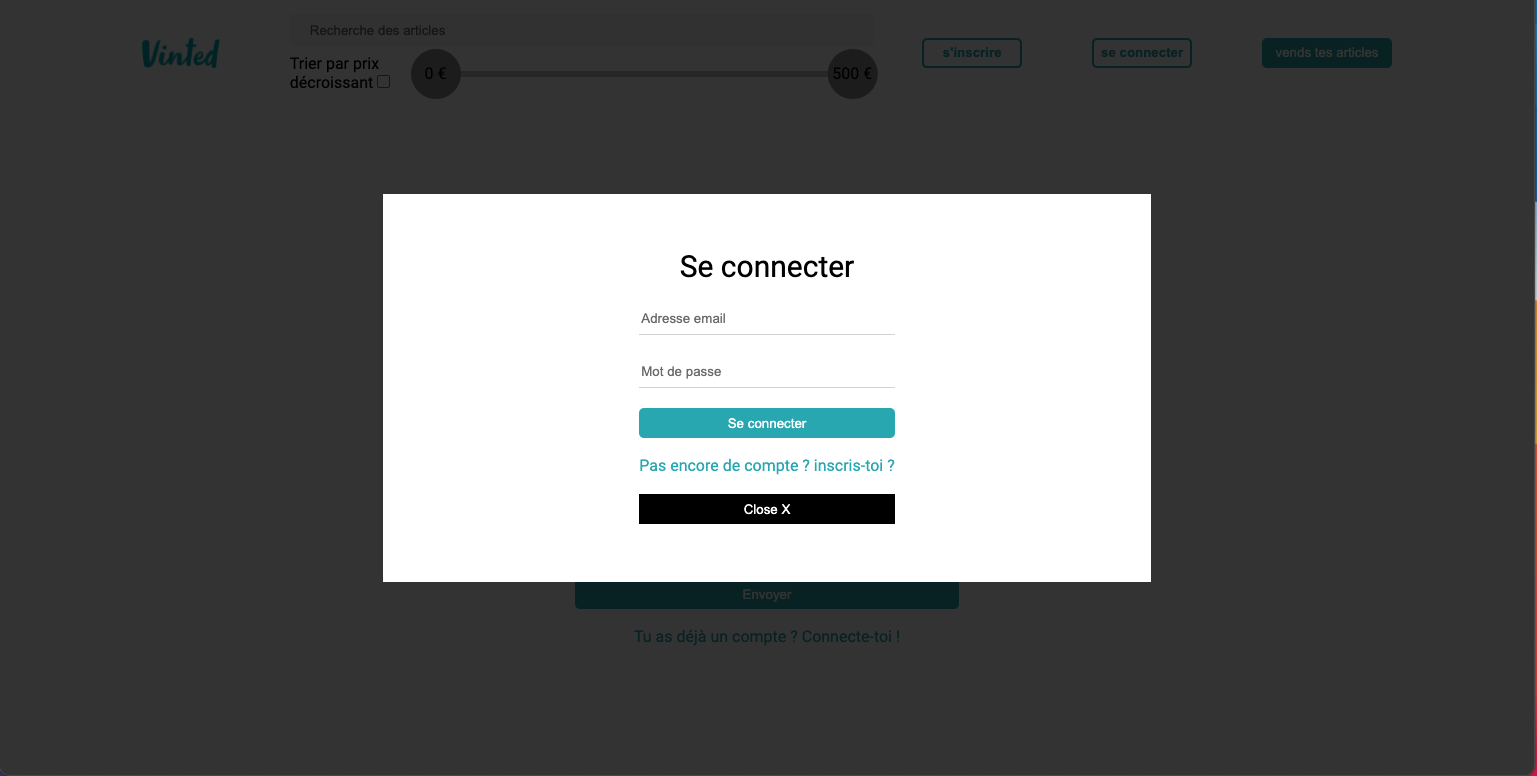 Vinted
Recherche des articles
Trier par prix
décroissant
0 €
500 €
s'inscrire
se connecter
vends tes articles
Se connecter
Adresse email
Mot de passe
Se connecter
Pas encore de compte ? inscris-toi ?
Close X
Envoyer
Tu as déjà un compte ? Connecte-toi !